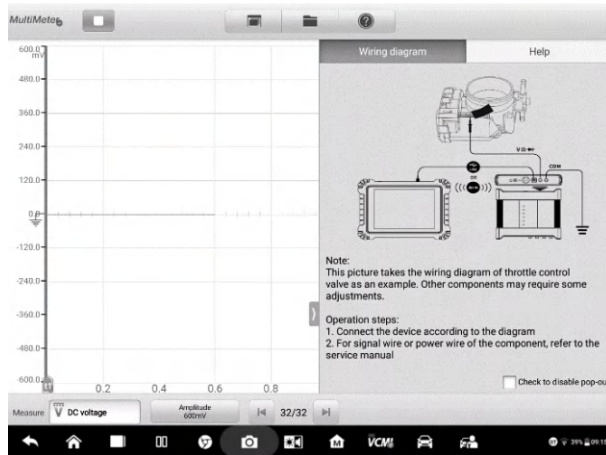 MultiMeter
600.0
mV
480.0
360.0
240.0
120.0
0.0
-120.0
-240.0
-360.0
-480.0
-600.0
0.2
0.4
0.6
0.8
Wiring diagram
Help
COM
Note:
This picture takes the wiring diagram of throttle control
valve as an example. Other components may require some
adjustments.
Operation steps:
1. Connect the device according to the diagram
2. For signal wire or power wire of the component, refer to the
service manual
Check to disable pop-ou
Measure
V DC voltage
Amplitude
600mV
32/32
VCMI
39%
09:15